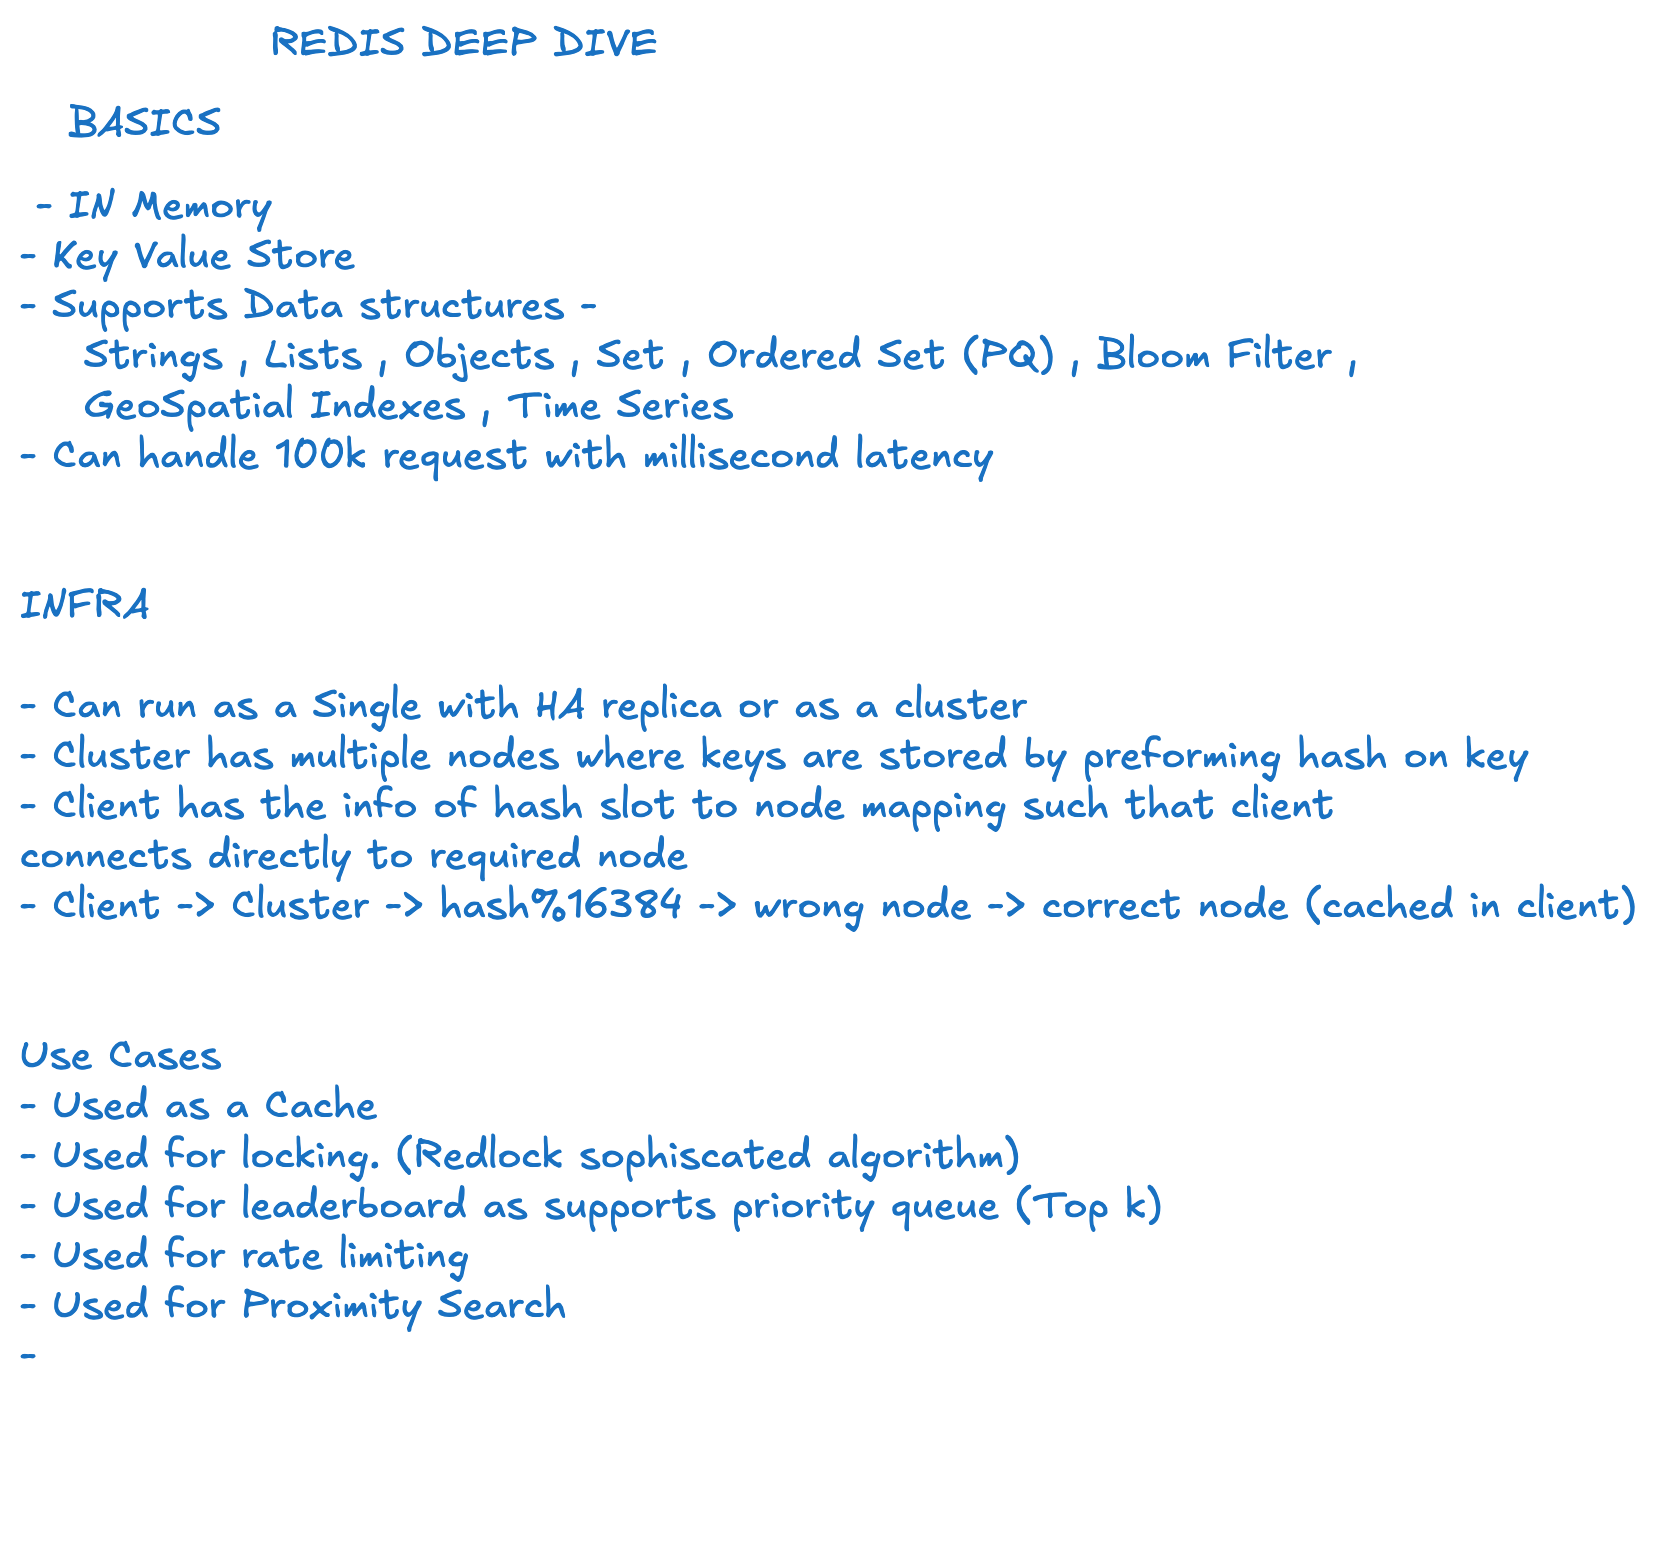 REDIS DEEP DIVE
BASICS
- IN Memory
- Key Value Store
- Supports Data structures -
Strings , Lists , Objects , Set , Ordered Set (PQ) , Bloom Filter ,
GeoSpatial Indexes , Time Series
- Can handle 100k request with millisecond latency
INFRA
- Can run as a Single with HA replica or as a cluster
- Cluster has multiple nodes where keys are stored by preforming hash on key
- Client has the info of hash slot to node mapping such that client
connects directly to required node
- Client -> Cluster -> hash%16384 -> wrong node -> correct node (cached in client)
Use Cases
- Used as a Cache
- Used for locking. (Redlock sophiscated algorithm)
- Used for leaderboard as supports priority queue (Top k)
- Used for rate limiting
- Used for Proximity Search
-